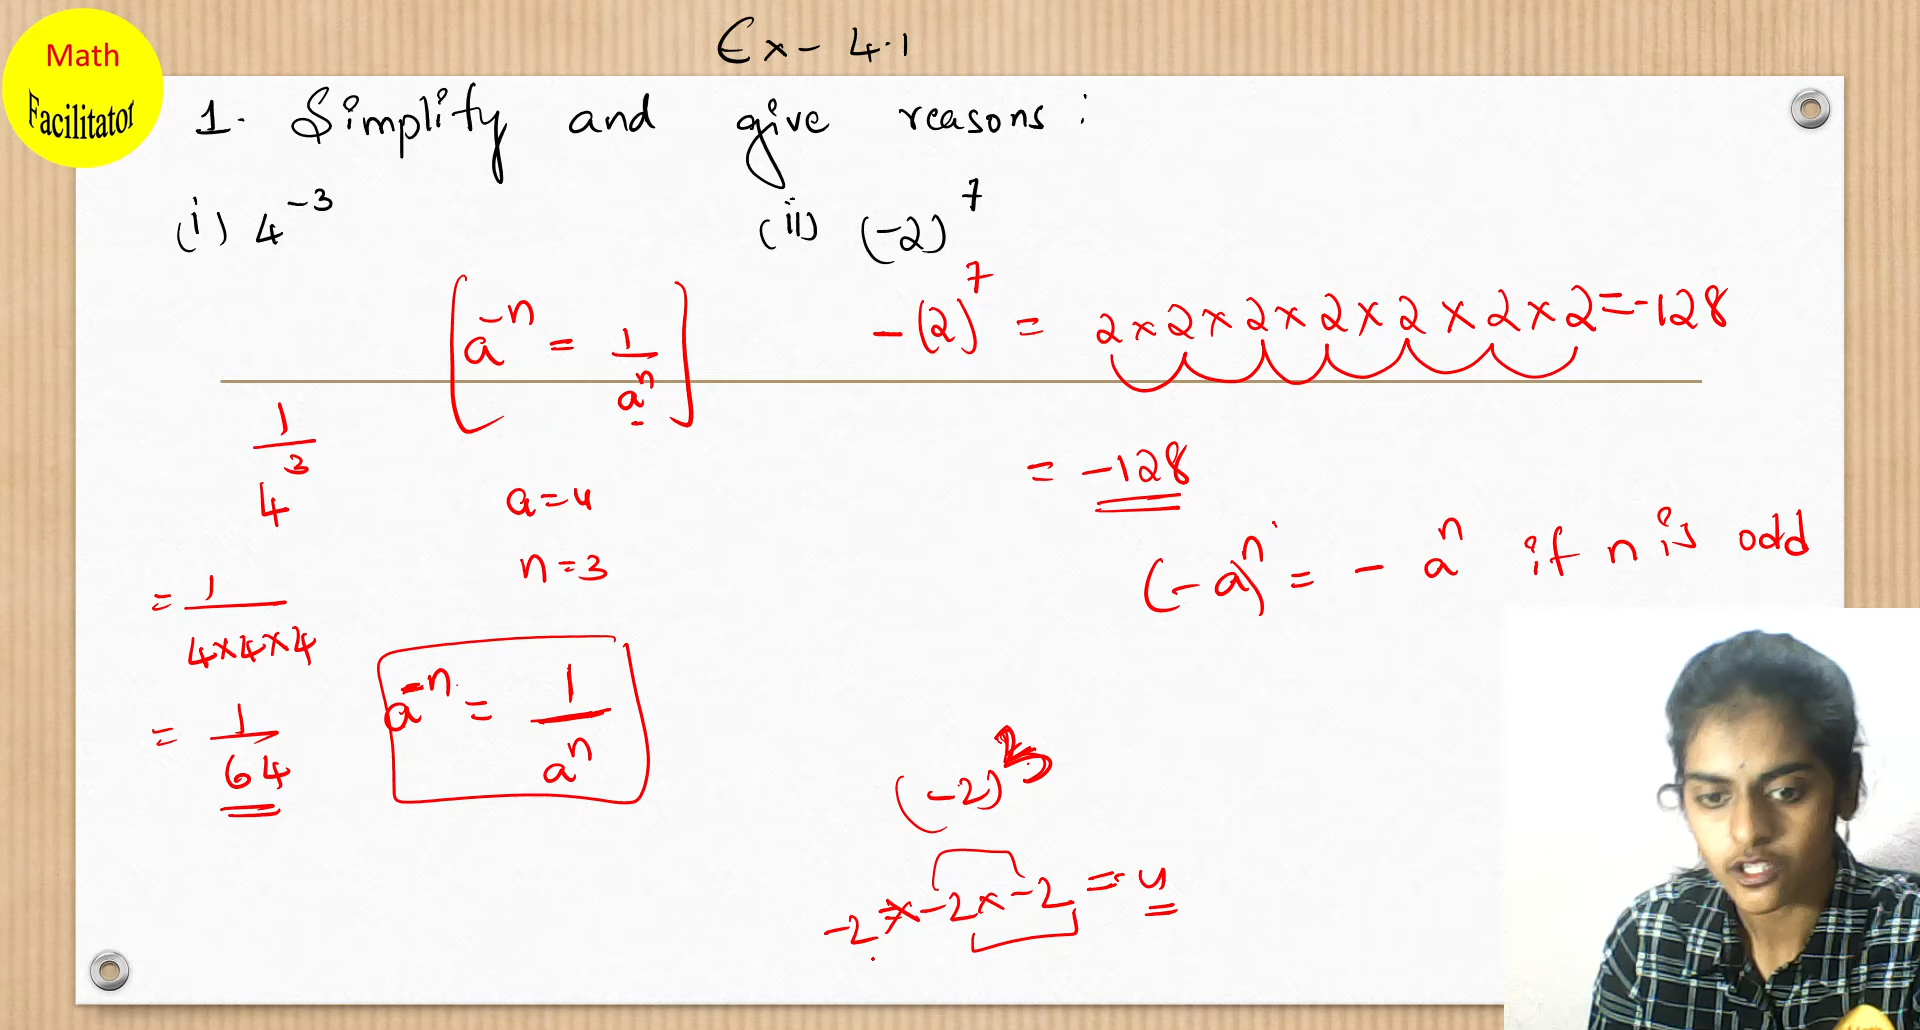 Math
Facilitator
Ex - 4.1
1. Simplify and give reasons :
(i) 4^-3
(ii) (-2)^7
[a^-n = 1/a^n]
-(2)^7 = 2 × 2 × 2 × 2 × 2 × 2 × 2 = -128
1/4^3
a = 4
n = 3
= -128
(-a)^n = - a^n if n is odd
= 1/4×4×4
= 1/64
a^-n = 1/a^n
-2 × -2 × -2 = - 4